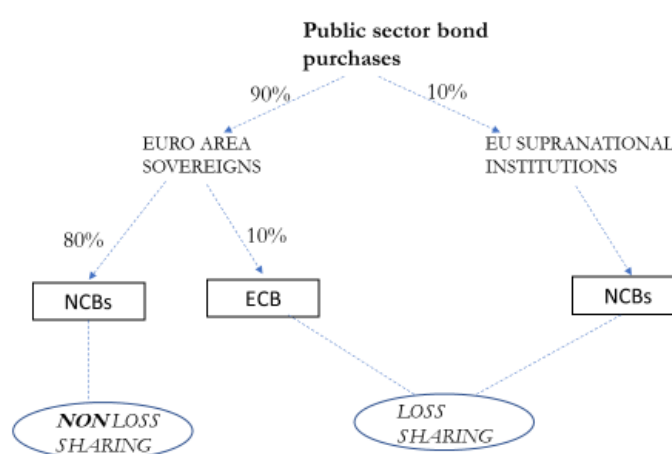 Public sector bond
purchases
90%
10%
EURO AREA
SOVEREIGNS
EU SUPRANATIONAL
INSTITUTIONS
80%
10%
NCBs
ECB
NCBs
NON LOSS
SHARING
LOSS
SHARING